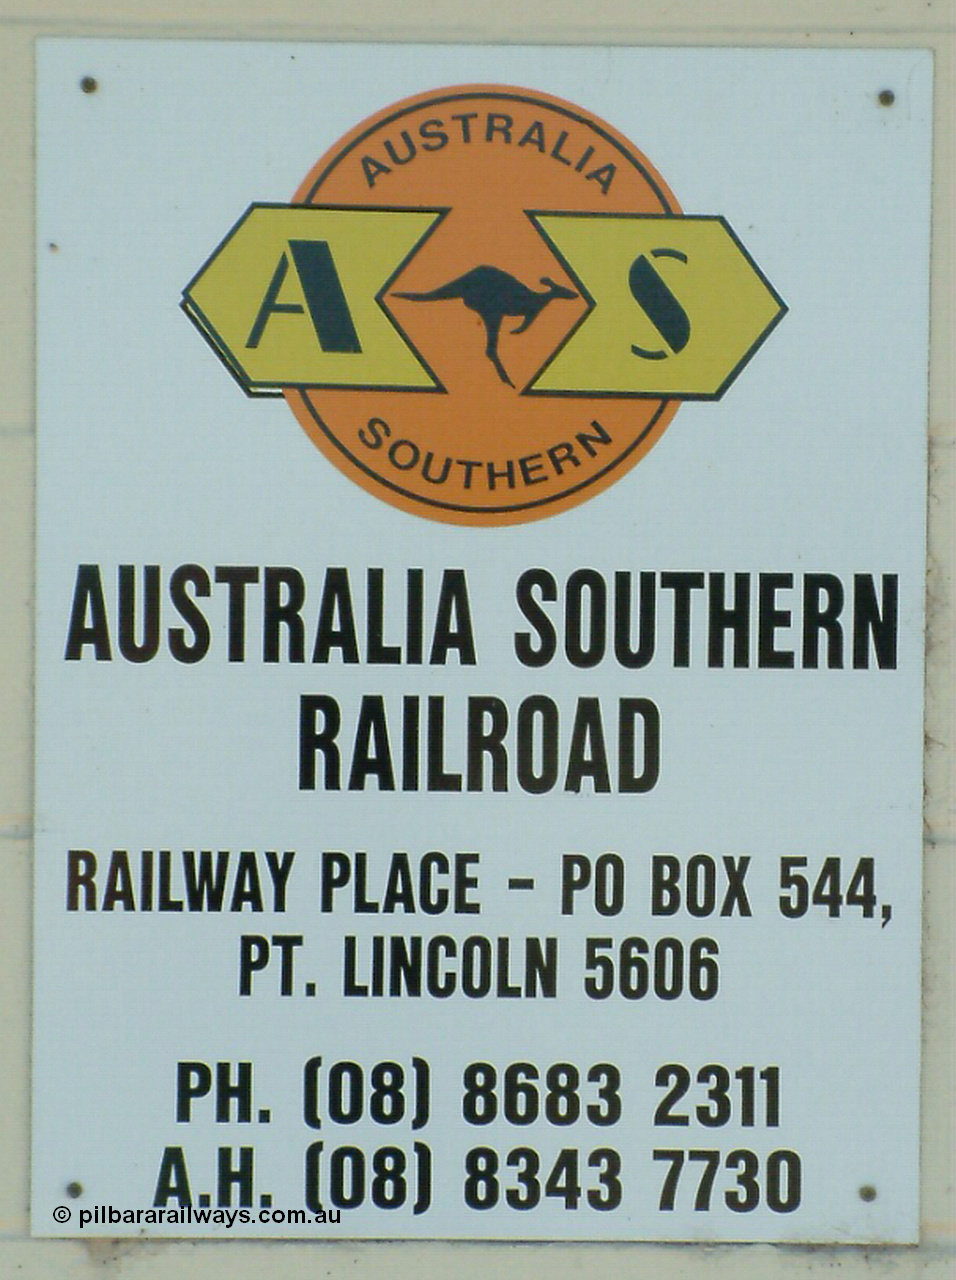 AUSTRALIA
A S
SOUTHERN
AUSTRALIA SOUTHERN
RAILROAD
RAILWAY PLACE - PO BOX 544,
PT. LINCOLN 5606
PH. (08) 8683 2311
A.H. (08) 8343 7730
© pilbararailways.com.au